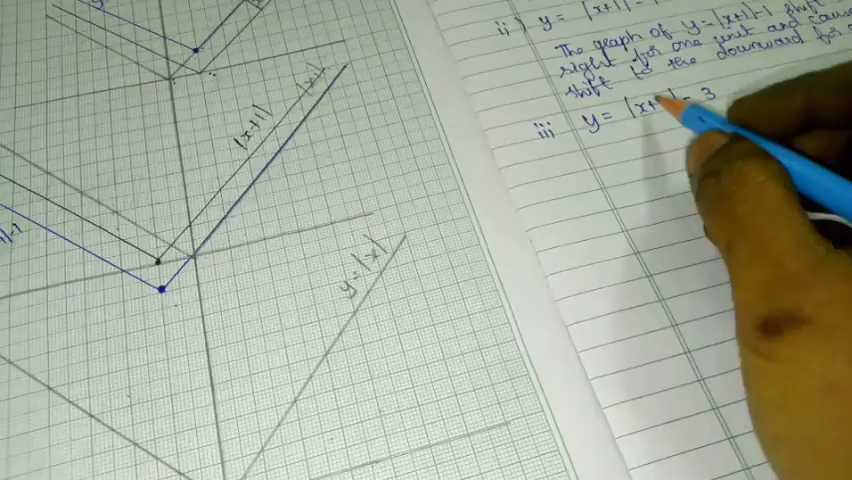 |x+1|
|x|
y = |x|
ii) y = |x+1| - 1
The graph of y = |x+1| - 1 shift
right for one unit and cause
shift to the downward for
iii y = |x+ | - 3